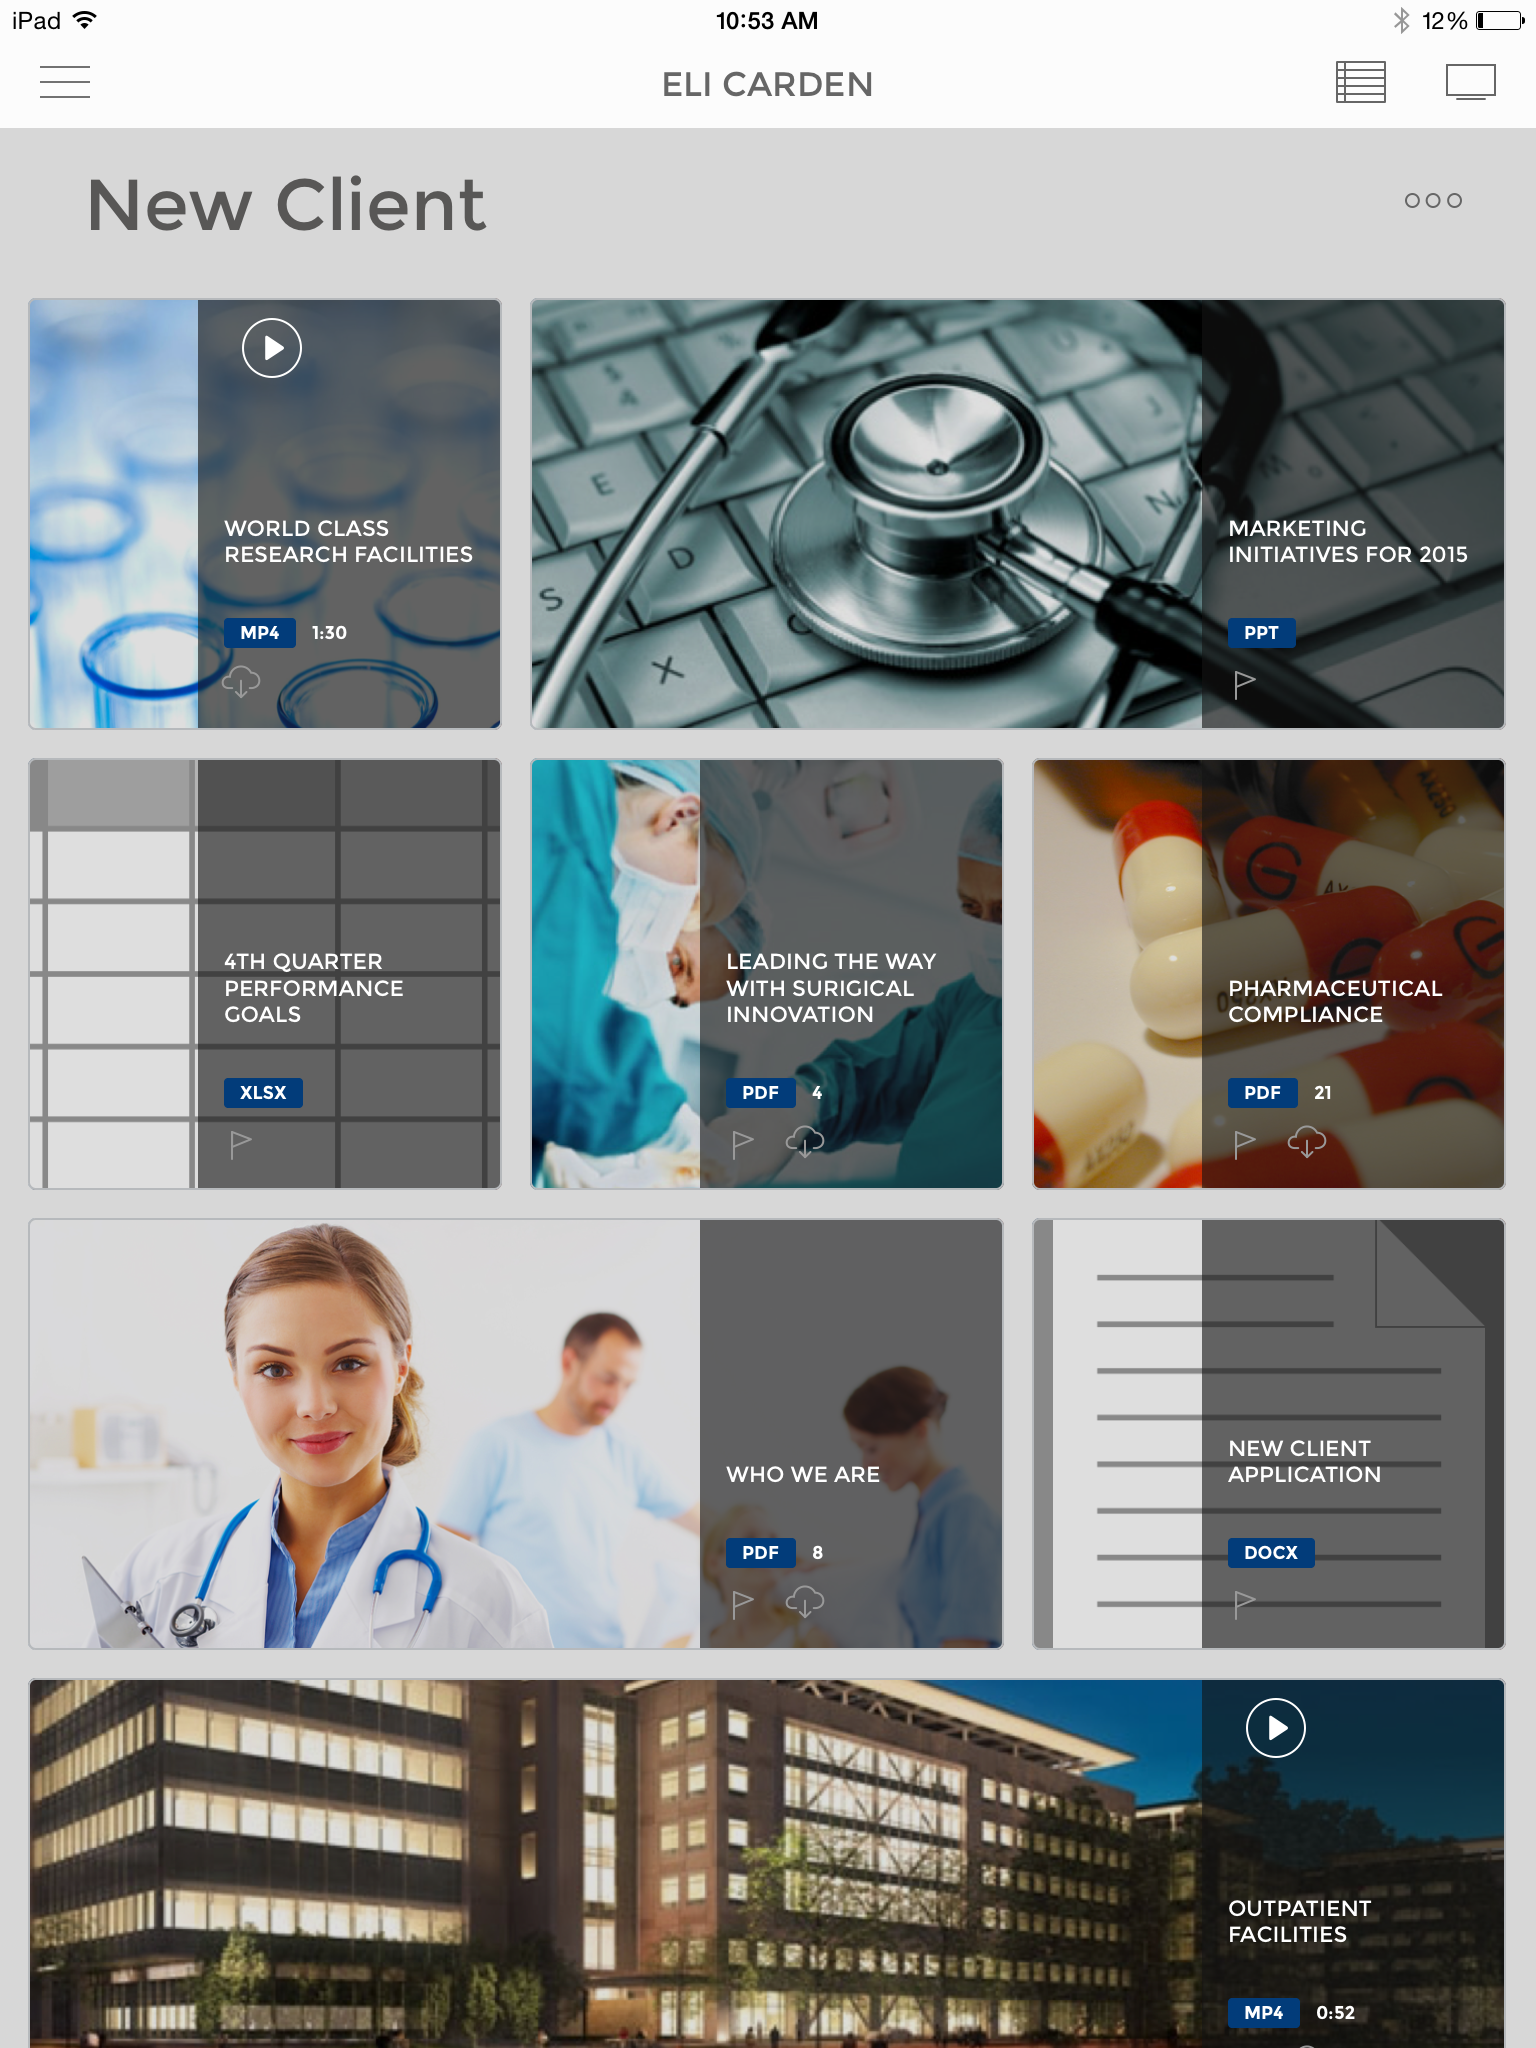 iPad
10:53 AM
12%
ELI CARDEN
New Client
WORLD CLASS
RESEARCH FACILITIES
MP4 1:30
E
D
S
X
C
N
M
MARKETING
INITIATIVES FOR 2015
PPT
4TH QUARTER
PERFORMANCE
GOALS
XLSX
LEADING THE WAY
WITH SURIGICAL
INNOVATION
PDF 4
AX250
G
PHARMACEUTICAL
COMPLIANCE
PDF 21
WHO WE ARE
PDF 8
NEW CLIENT
APPLICATION
DOCX
OUTPATIENT
FACILITIES
MP4 0:52